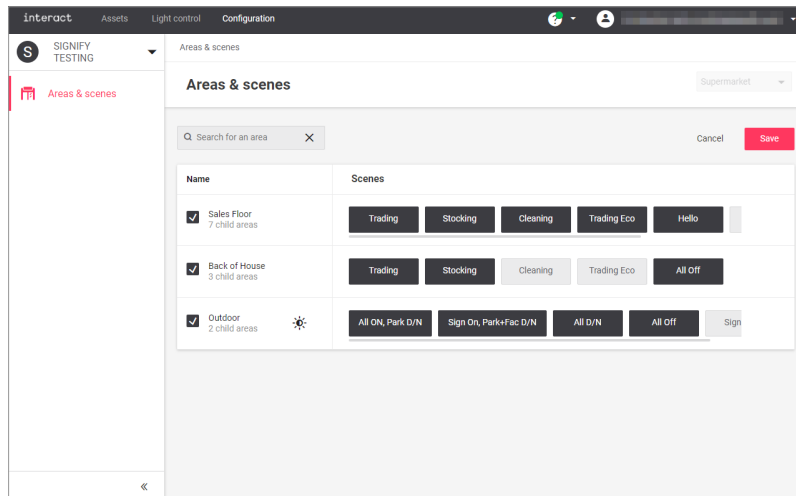 interact Assets Light control Configuration
S SIGNIFY TESTING
Areas & scenes
Areas & scenes
Areas & scenes Supermarket
Search for an area Cancel Save
Name Scenes
Sales Floor
7 child areas
Trading Stocking Cleaning Trading Eco Hello
Back of House
3 child areas
Trading Stocking Cleaning Trading Eco All Off
Outdoor
2 child areas
All ON, Park D/N Sign On, Park+Fac D/N All D/N All Off Sign